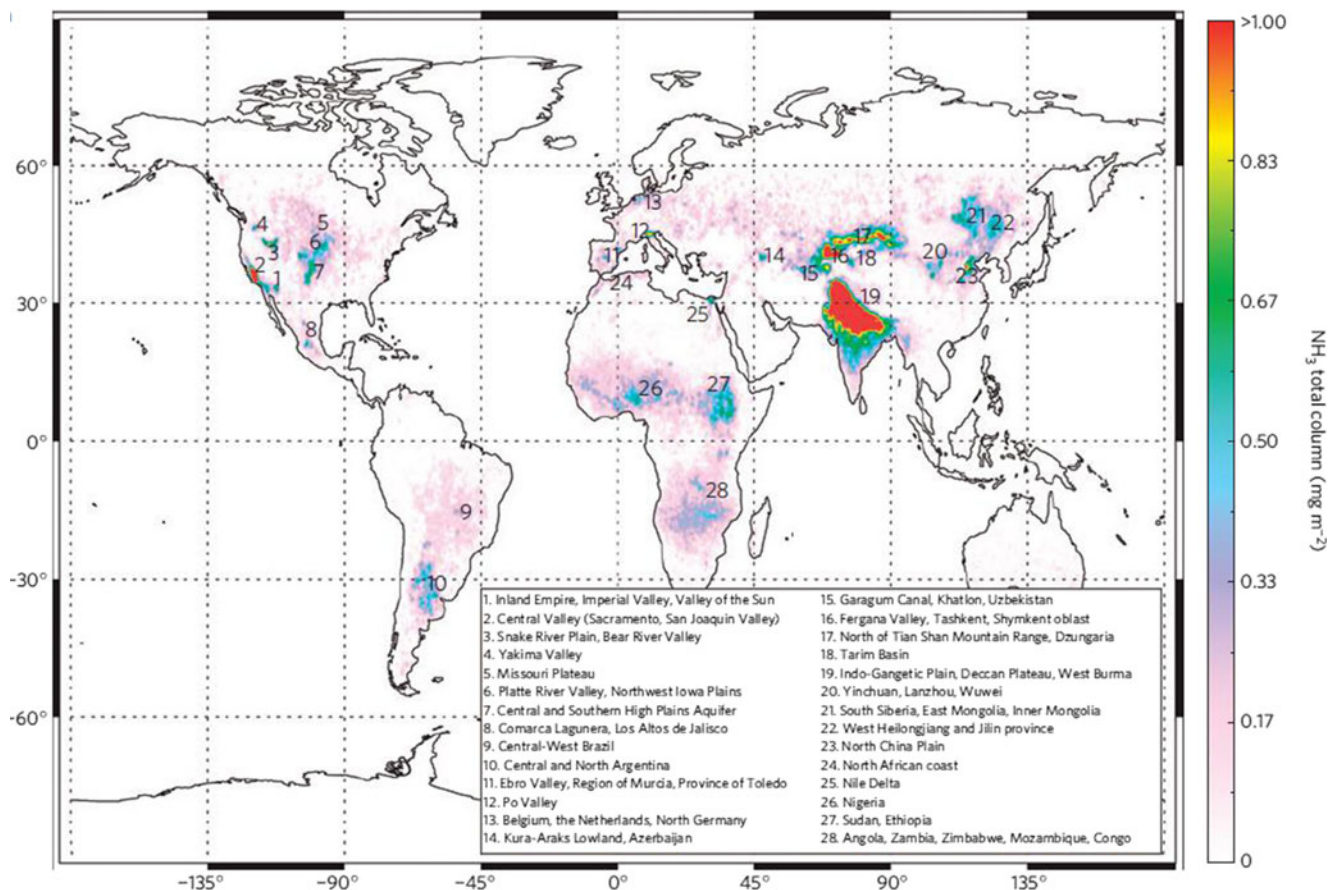 >1.00
60°
0.83
30°
0.67
0°
0.50
−30°
0.33
−60°
0.17
0
NH₃ total column (mg m⁻²)
1
2
3
4
5
6
7
8
9
10
11
12
13
14
15
16
17
18
19
20
21
22
23
24
25
26
27
28
1. Inland Empire, Imperial Valley, Valley of the Sun
2. Central Valley (Sacramento, San Joaquin Valley)
3. Snake River Plain, Bear River Valley
4. Yakima Valley
5. Missouri Plateau
6. Platte River Valley, Northwest Iowa Plains
7. Central and Southern High Plains Aquifer
8. Comarca Lagunera, Los Altos de Jalisco
9. Central-West Brazil
10. Central and North Argentina
11. Ebro Valley, Region of Murcia, Province of Toledo
12. Po Valley
13. Belgium, the Netherlands, North Germany
14. Kura-Araks Lowland, Azerbaijan
15. Garagum Canal, Khatlon, Uzbekistan
16. Fergana Valley, Tashkent, Shymkent oblast
17. North of Tian Shan Mountain Range, Dzungaria
18. Tarim Basin
19. Indo-Gangetic Plain, Deccan Plateau, West Burma
20. Yinchuan, Lanzhou, Wuwei
21. South Siberia, East Mongolia, Inner Mongolia
22. West Heilongjiang and Jilin province
23. North China Plain
24. North African coast
25. Nile Delta
26. Nigeria
27. Sudan, Ethiopia
28. Angola, Zambia, Zimbabwe, Mozambique, Congo
−135° −90° −45° 0° 45° 90° 135°